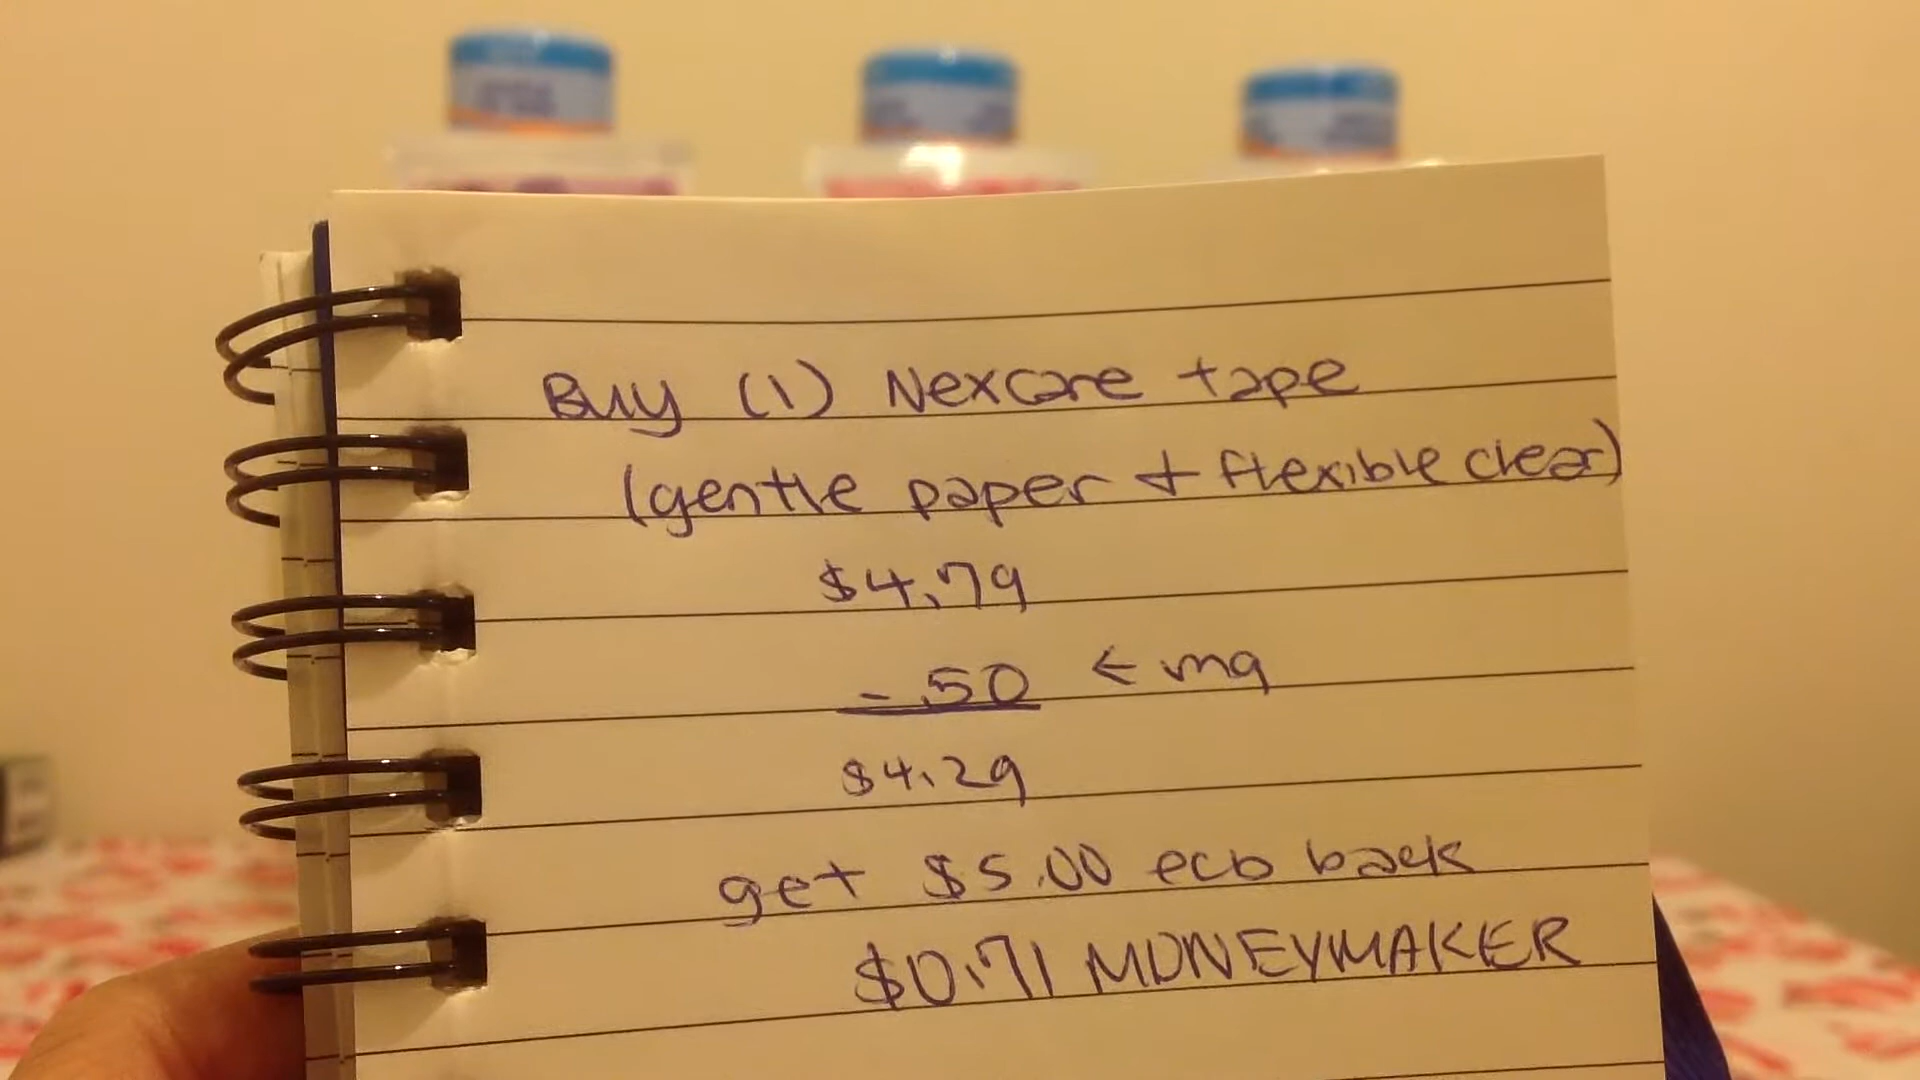 Buy (1) Nexcare tape
(gentle paper + flexible clear)
$4.79
- .50 ← mq
$4.29
get $5.00 ecb back
$0.71 MONEYMAKER